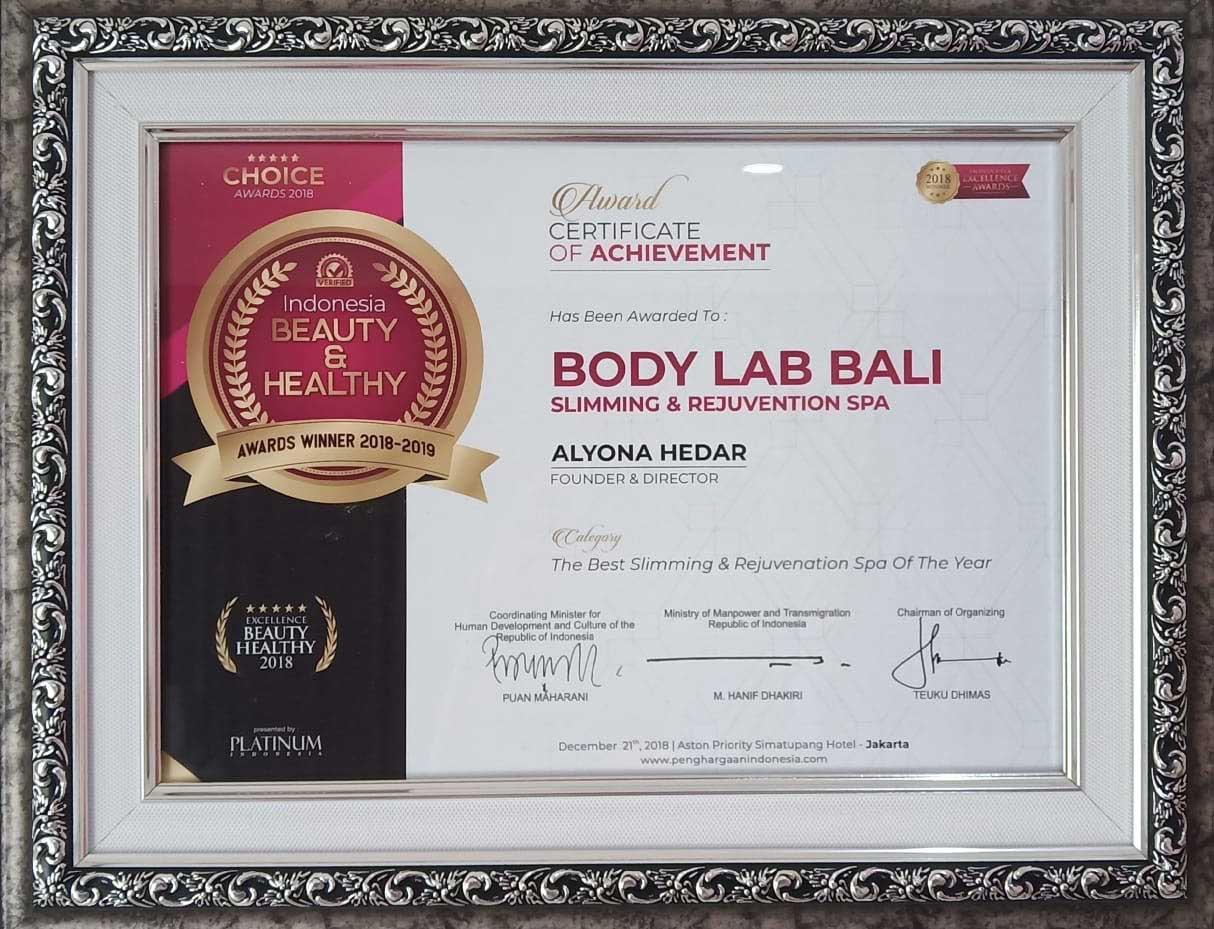 CHOICE
AWARDS 2018
VERIFIED
Indonesia
BEAUTY
&
HEALTHY
AWARDS WINNER 2018-2019
EXCELLENCE
BEAUTY
HEALTHY
2018
presented by
PLATINUM
INDONESIA
2018
WINNER
INDONESIA
EXCELLENCE
AWARDS
Award
CERTIFICATE
OF ACHIEVEMENT
Has Been Awarded To :
BODY LAB BALI
SLIMMING & REJUVENTION SPA
ALYONA HEDAR
FOUNDER & DIRECTOR
Category
The Best Slimming & Rejuvenation Spa Of The Year
Coordinating Minister for
Human Development and Culture of the
Republic of Indonesia
PUAN MAHARANI
Ministry of Manpower and Transmigration
Republic of Indonesia
M. HANIF DHAKIRI
Chairman of Organizing
TEUKU DHIMAS
December 21th, 2018 | Aston Priority Simatupang Hotel - Jakarta
www.penghargaanindonesia.com